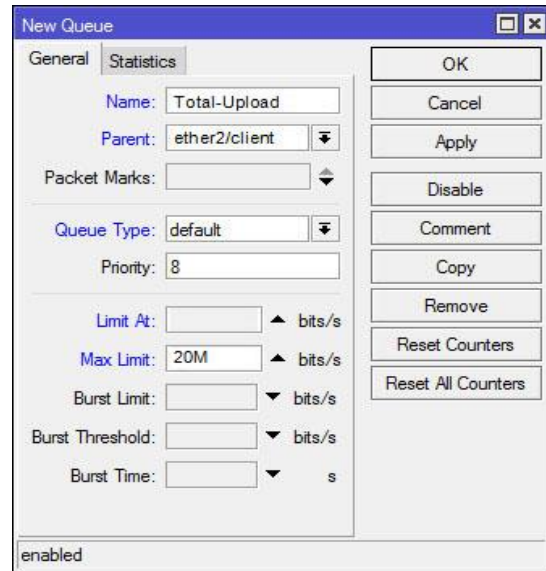 New Queue
General Statistics
Name: Total-Upload
Parent: ether2/client
Packet Marks:
Queue Type: default
Priority: 8
Limit At: bits/s
Max Limit: 20M bits/s
Burst Limit: bits/s
Burst Threshold: bits/s
Burst Time: s
OK
Cancel
Apply
Disable
Comment
Copy
Remove
Reset Counters
Reset All Counters
enabled